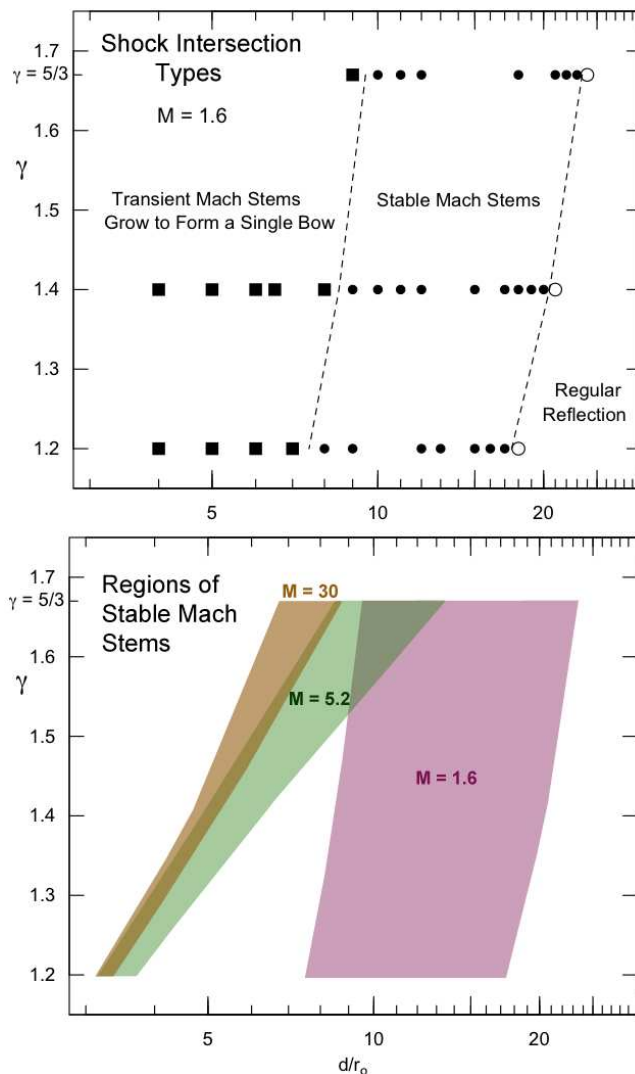 Shock Intersection
Types
M = 1.6
1.7
γ = 5/3
1.6
γ
1.5
1.4
1.3
1.2
Transient Mach Stems
Grow to Form a Single Bow
Stable Mach Stems
Regular
Reflection
5
10
20
Regions of
Stable Mach
Stems
1.7
γ = 5/3
1.6
γ
1.5
1.4
1.3
1.2
M = 30
M = 5.2
M = 1.6
5
10
20
d/r₀